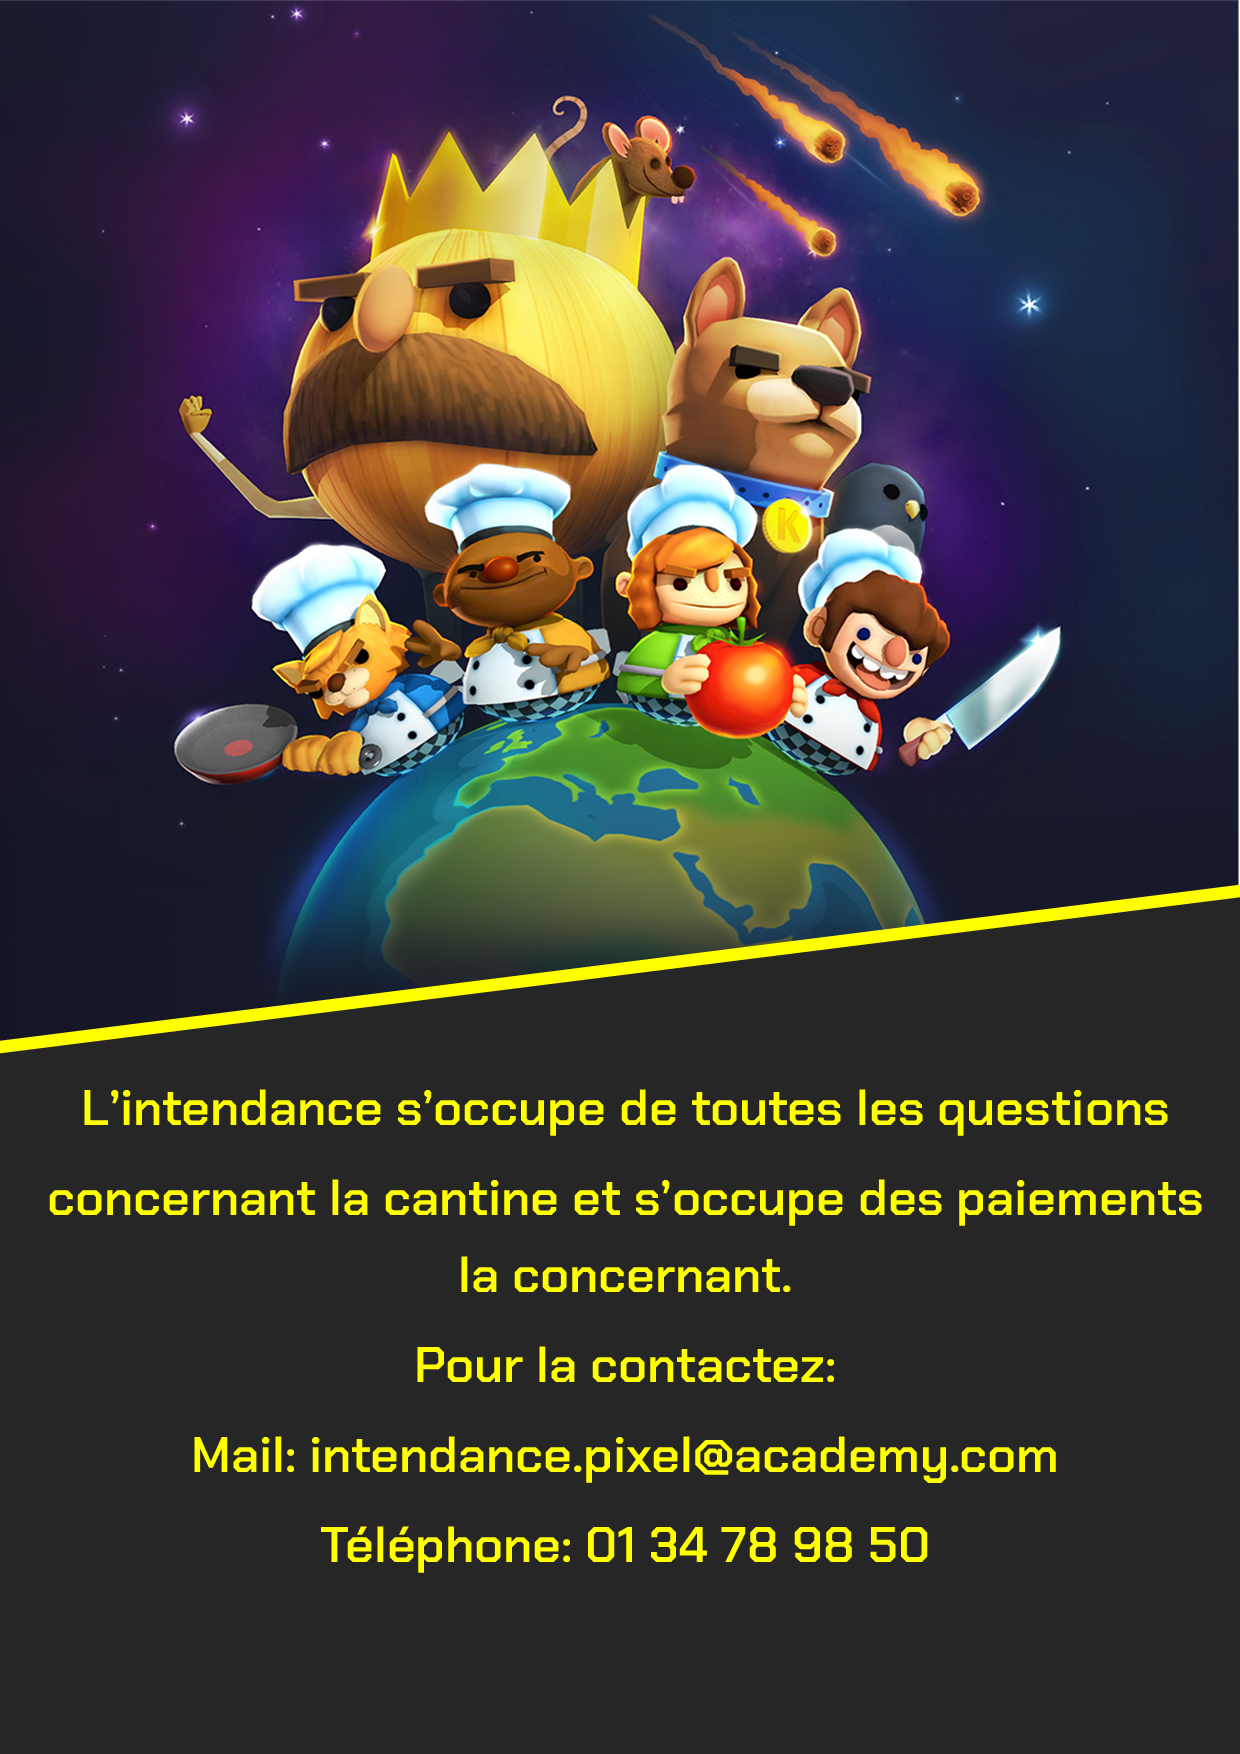 K
L’intendance s’occupe de toutes les questions
concernant la cantine et s’occupe des paiements
la concernant.
Pour la contactez:
Mail: intendance.pixel@academy.com
Téléphone: 01 34 78 98 50